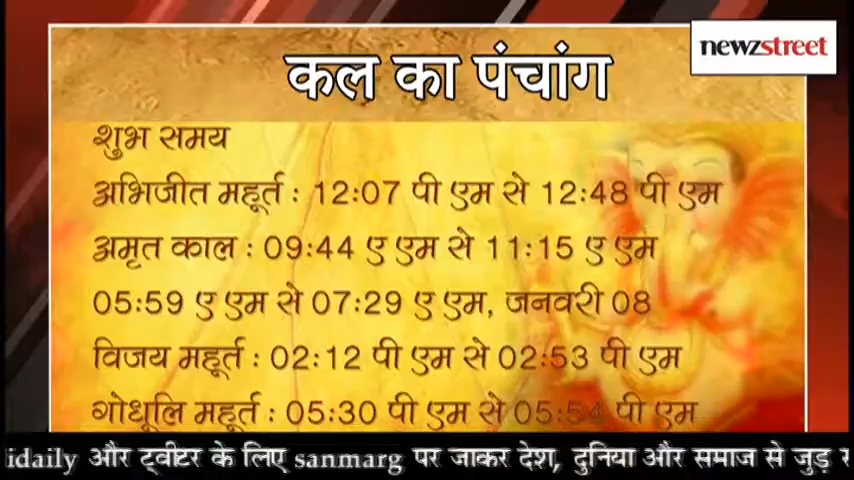 कल का पंचांग
newzstreet
शुभ समय
अभिजीत महूर्त : 12:07 पी एम से 12:48 पी एम
अमृत काल : 09:44 ए एम से 11:15 ए एम
05:59 ए एम से 07:29 ए एम, जनवरी 08
विजय महूर्त : 02:12 पी एम से 02:53 पी एम
गोधूलि महूर्त : 05:30 पी एम से 05:54 पी एम
idaily और ट्वीटर के लिए sanmarg पर जाकर देश, दुनिया और समाज से जुड़